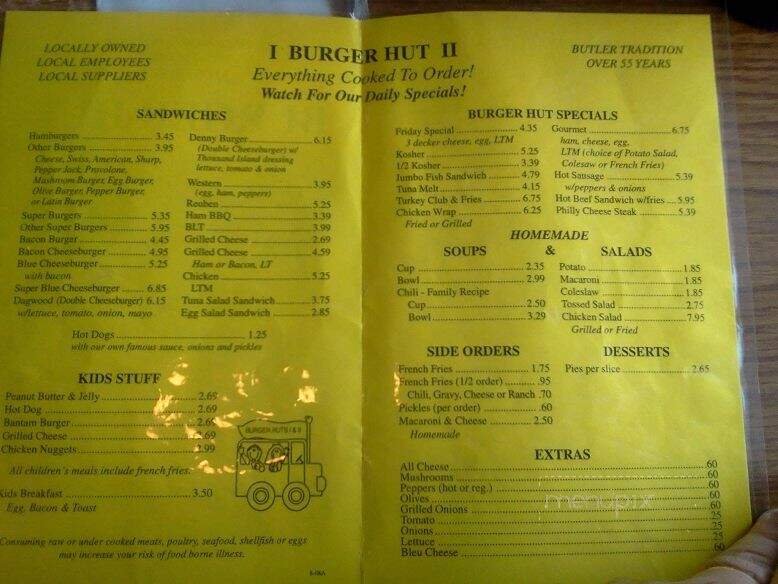 LOCALLY OWNED
LOCAL EMPLOYEES
LOCAL SUPPLIERS
I BURGER HUT II
Everything Cooked To Order!
Watch For Our Daily Specials!
BUTLER TRADITION
OVER 55 YEARS
SANDWICHES
Hamburgers 3.45
Other Burgers 3.95
Cheese, Swiss, American, Sharp,
Pepper Jack, Provolone,
Mushroom Burger, Egg Burger,
Olive Burger, Pepper Burger,
or Latin Burger
Super Burgers 5.35
Other Super Burgers 5.95
Bacon Burger 4.45
Bacon Cheeseburger 4.95
Blue Cheeseburger 5.25
with bacon
Super Blue Cheeseburger 6.85
Dagwood (Double Cheeseburger) 6.15
w/lettuce, tomato, onion, mayo
Denny Burger 6.15
(Double Cheeseburger) w/
Thousand Island dressing
lettuce, tomato & onion
Western 3.95
(egg, ham, peppers)
Reuben 5.25
Ham BBQ 3.39
BLT 3.99
Grilled Cheese 2.69
Grilled Cheese 4.59
Ham or Bacon, LT
Chicken 5.25
LTM
Tuna Salad Sandwich 3.75
Egg Salad Sandwich 2.85
Hot Dogs 1.25
with our own famous sauce, onions and pickles
KIDS STUFF
Peanut Butter & Jelly 2.69
Hot Dog 2.69
Bantam Burger 2.69
Grilled Cheese 2.69
Chicken Nuggets 2.99
All children's meals include french fries.
Kids Breakfast 3.50
Egg, Bacon & Toast
BURGER HUTS I & II
Consuming raw or under cooked meats, poultry, seafood, shellfish or eggs
may increase your risk of food borne illness.
BURGER HUT SPECIALS
Friday Special 4.35
3 decker cheese, egg, LTM
Kosher 5.25
1/2 Kosher 3.39
Jumbo Fish Sandwich 4.79
Tuna Melt 4.15
Turkey Club & Fries 6.75
Chicken Wrap 6.25
Fried or Grilled
Gourmet 6.75
ham, cheese, egg,
LTM (choice of Potato Salad,
Colesaw or French Fries)
Hot Sausage 5.39
w/peppers & onions
Hot Beef Sandwich w/fries 5.95
Philly Cheese Steak 5.39
HOMEMADE
SOUPS & SALADS
Cup 2.35
Bowl 2.99
Chili - Family Recipe
Cup 2.50
Bowl 3.29
Potato 1.85
Macaroni 1.85
Coleslaw 1.85
Tossed Salad 2.75
Chicken Salad 7.95
Grilled or Fried
SIDE ORDERS
French Fries 1.75
French Fries (1/2 order) .95
Chili, Gravy, Cheese or Ranch .70
Pickles (per order) .60
Macaroni & Cheese 2.50
Homemade
DESSERTS
Pies per slice 2.65
EXTRAS
All Cheese .60
Mushrooms .60
Peppers (hot or reg.) .60
Olives .60
Grilled Onions .60
Tomato .25
Onions .25
Lettuce .25
Bleu Cheese .60
menupix